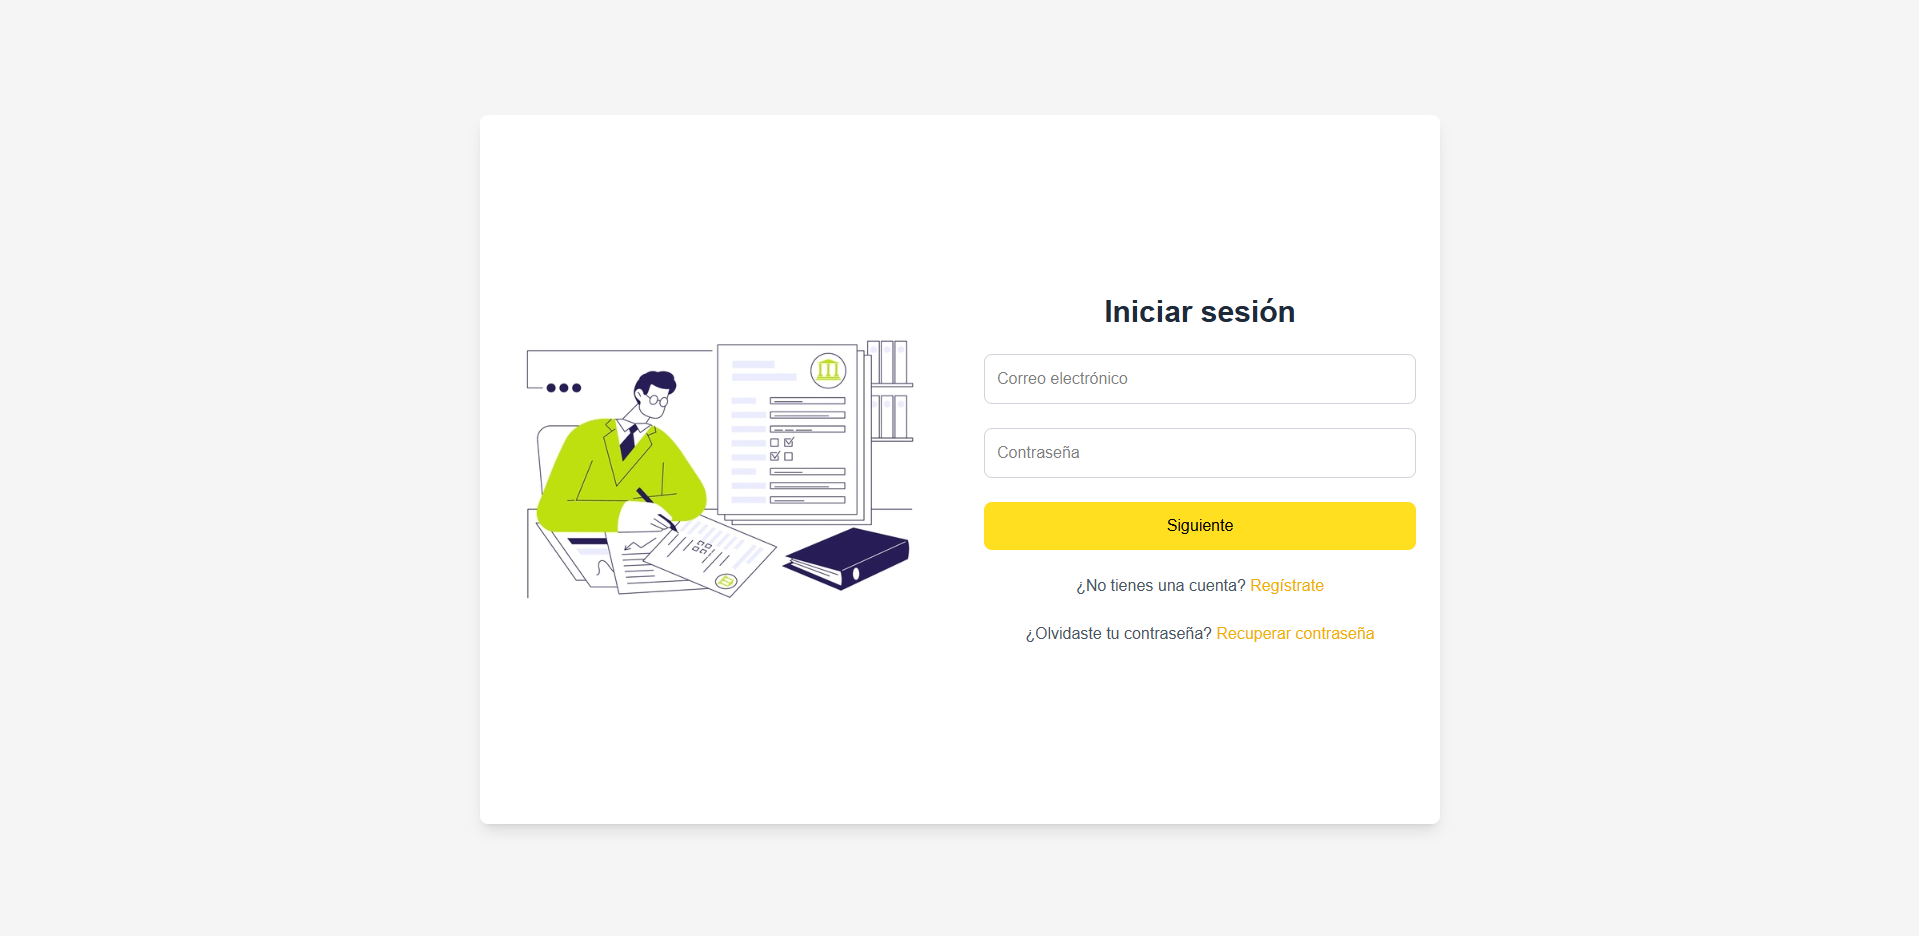 Iniciar sesión
Correo electrónico
Contraseña
Siguiente
¿No tienes una cuenta? Regístrate
¿Olvidaste tu contraseña? Recuperar contraseña